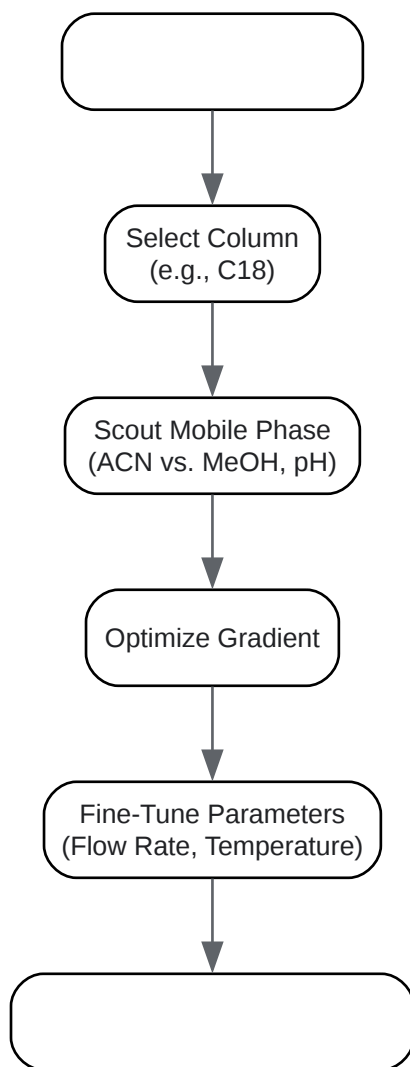 Select Column
(e.g., C18)
Scout Mobile Phase
(ACN vs. MeOH, pH)
Optimize Gradient
Fine-Tune Parameters
(Flow Rate, Temperature)